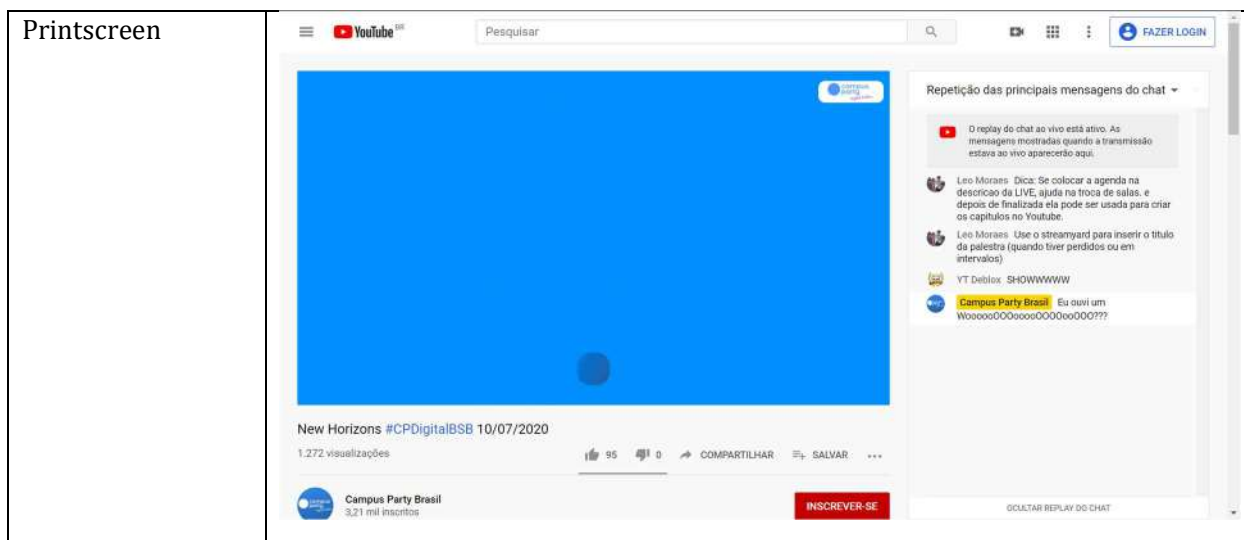 Printscreen
YouTube BR
Pesquisar
FAZER LOGIN
campus
party
Repetição das principais mensagens do chat
O replay do chat ao vivo está ativo. As
mensagens mostradas quando a transmissão
estava ao vivo aparecerão aqui.
Leo Moraes Dica: Se colocar a agenda na
descricao da LIVE, ajuda na troca de salas. e
depois de finalizada ela pode ser usada para criar
os capitulos no Youtube.
Leo Moraes Use o streamyard para inserir o titulo
da palestra (quando tiver perdidos ou em
intervalos)
YT Deblox SHOWWWWW
Campus Party Brasil Eu ouvi um
WoooooOOOooooOOOOooOOO???
New Horizons #CPDigitalBSB 10/07/2020
1.272 visualizações
95
0
COMPARTILHAR
SALVAR
Campus Party Brasil
3,21 mil inscritos
INSCREVER-SE
OCULTAR REPLAY DO CHAT